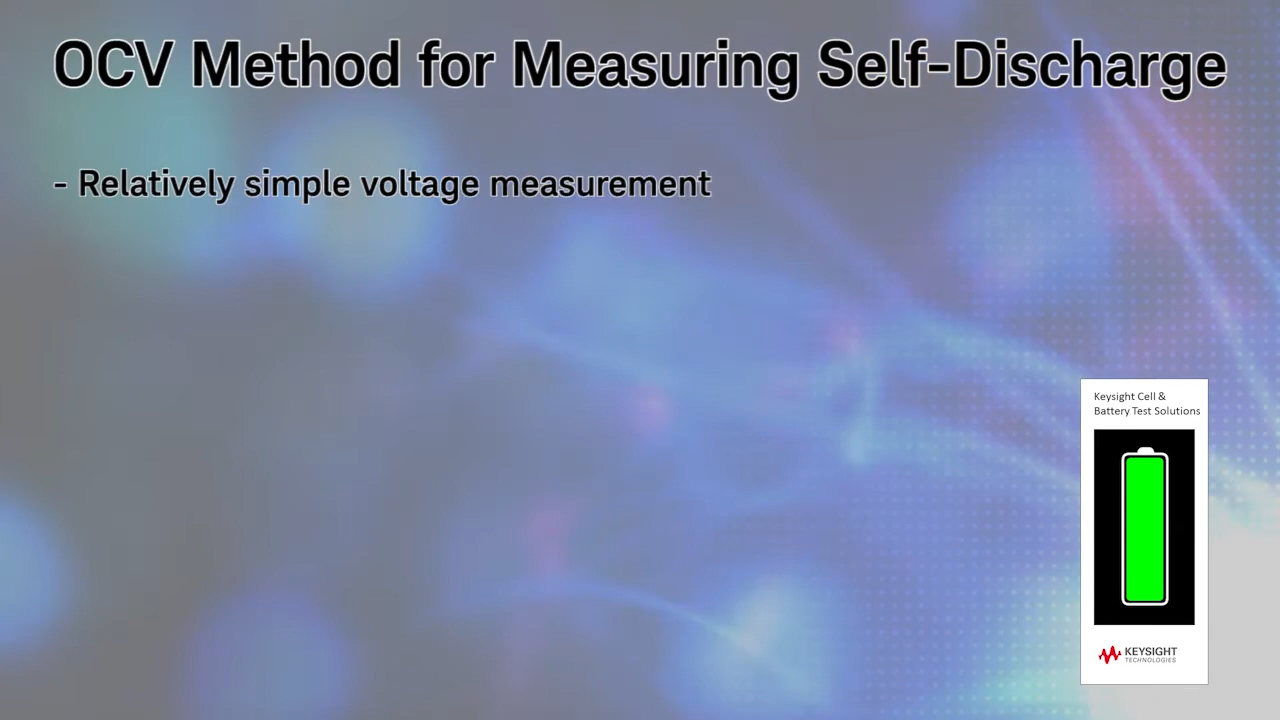 OCV Method for Measuring Self-Discharge
- Relatively simple voltage measurement
Keysight Cell &
Battery Test Solutions
KEYSIGHT
TECHNOLOGIES